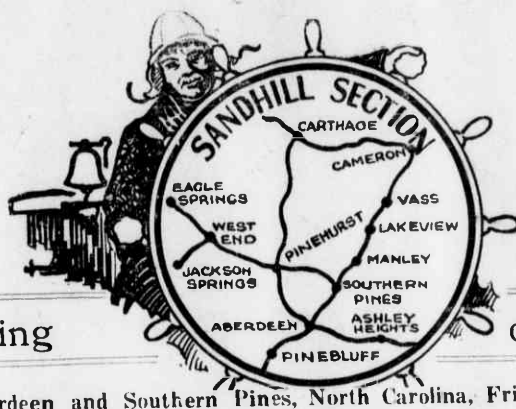 SANDHILL SECTION
CARTHAGE
CAMERON
EAGLE
SPRINGS
VASS
WEST
END
PINEHURST
LAKEVIEW
JACKSON
SPRINGS
MANLEY
SOUTHERN
PINES
ABERDEEN
ASHLEY
HEIGHTS
PINEBLUFF
ing
rdeen and Southern Pines, North Carolina, Fri